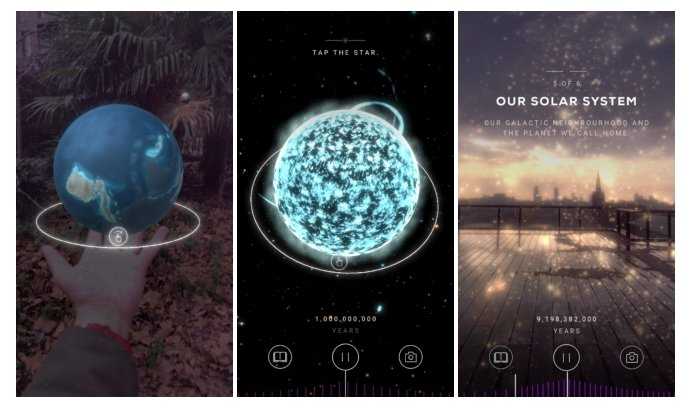 TAP THE STAR.
1,000,000,000
YEARS
5 OF 6
OUR SOLAR SYSTEM
OUR GALACTIC NEIGHBOURHOOD AND
THE PLANET WE CALL HOME
9,198,382,000
YEARS